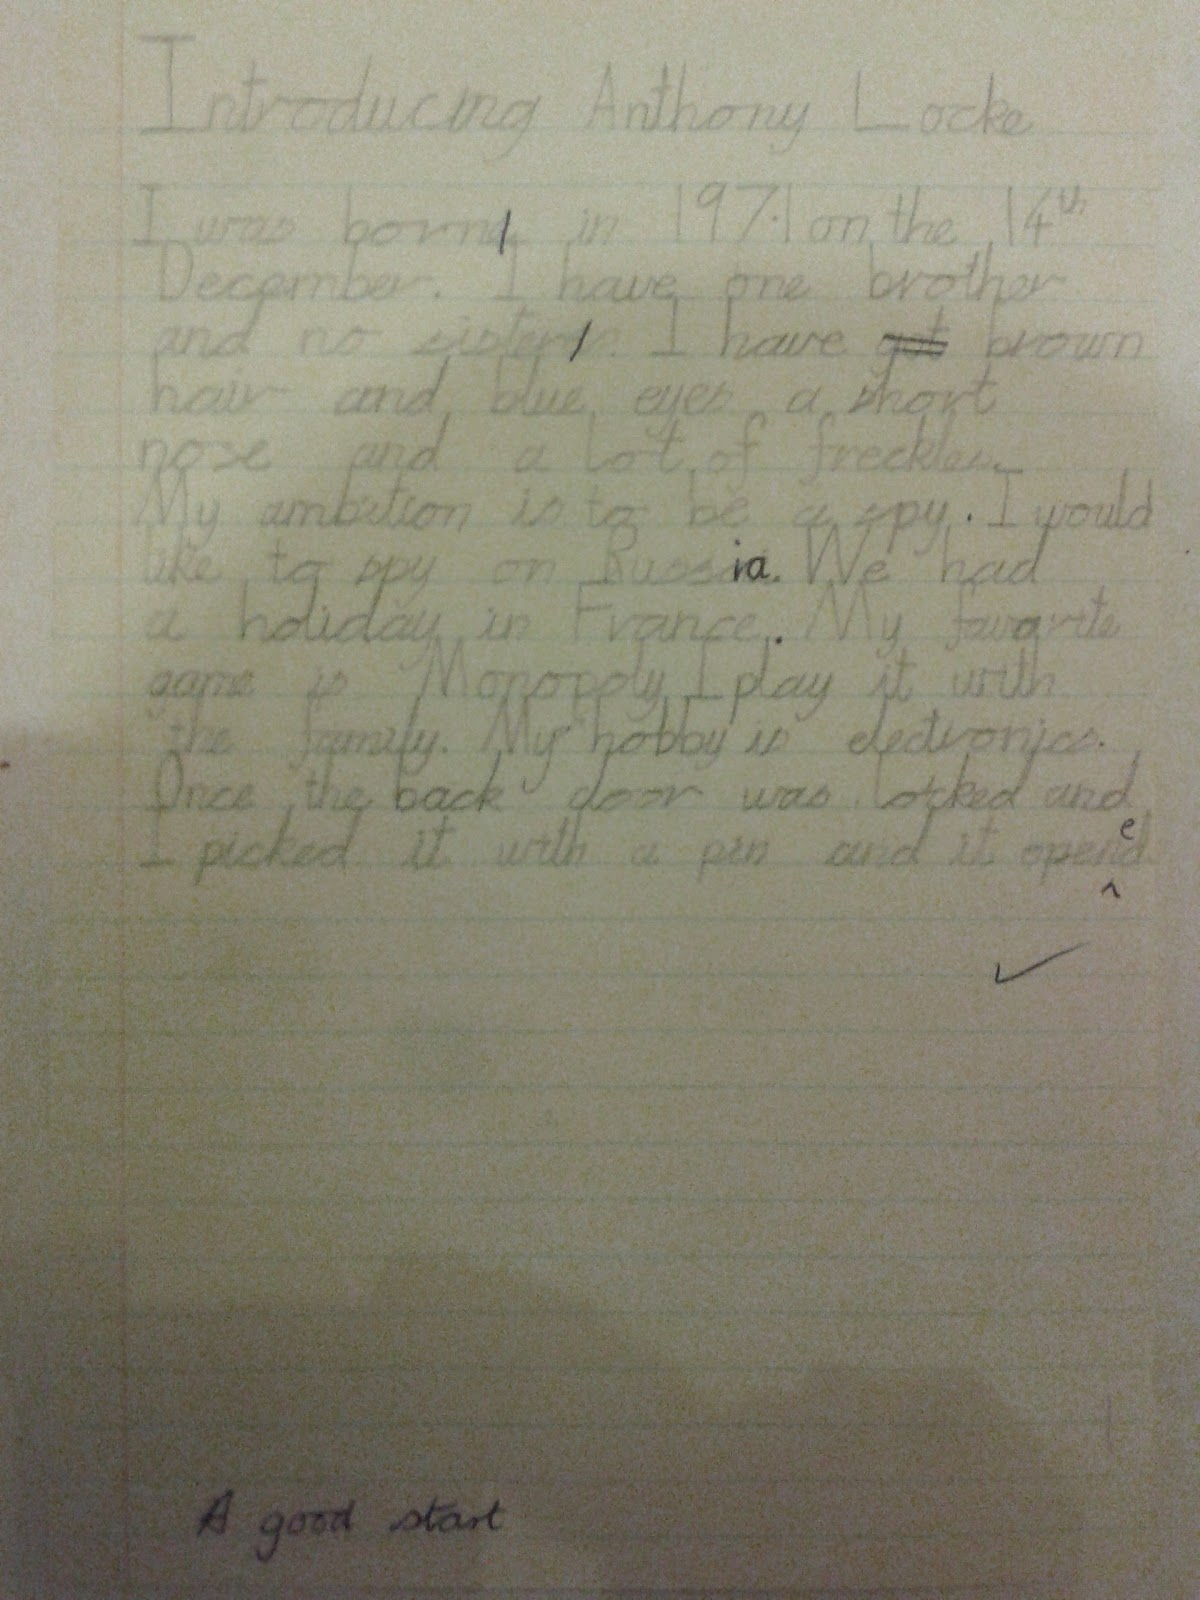 Introducing Anthony Locke
I was born in 1971 on the 14th
December. I have one brother
and no sisters I have got brown
hair and blue eyes a short
nose and a lot of freckles.
My ambition is to be a spy. I would
like to spy on Russia. We had
a holiday in France. My favorite
game is Monopoly I play it with
the family. My hobby is electronics.
Once the back door was locked and
I picked it with a pin and it opened
A good start